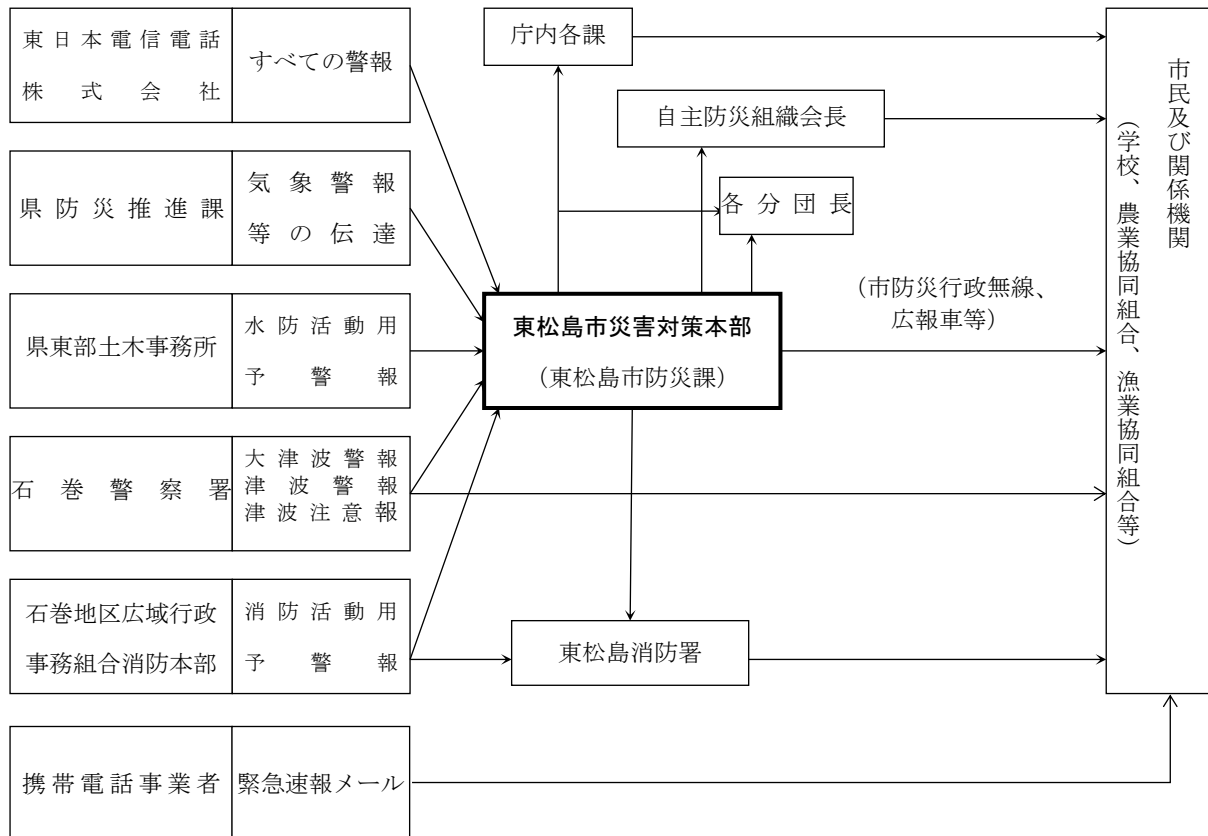 東日本電信電話
株式会社
すべての警報
県防災推進課
気象警報
等の伝達
県東部土木事務所
水防活動用
予警報
石巻警察署
大津波警報
津波警報
津波注意報
石巻地区広域行政
事務組合消防本部
消防活動用
予警報
携帯電話事業者
緊急速報メール
庁内各課
自主防災組織会長
各分団長
東松島市災害対策本部
（東松島市防災課）
（市防災行政無線、
広報車等）
東松島消防署
市民及び関係機関
（学校、農業協同組合、漁業協同組合等）